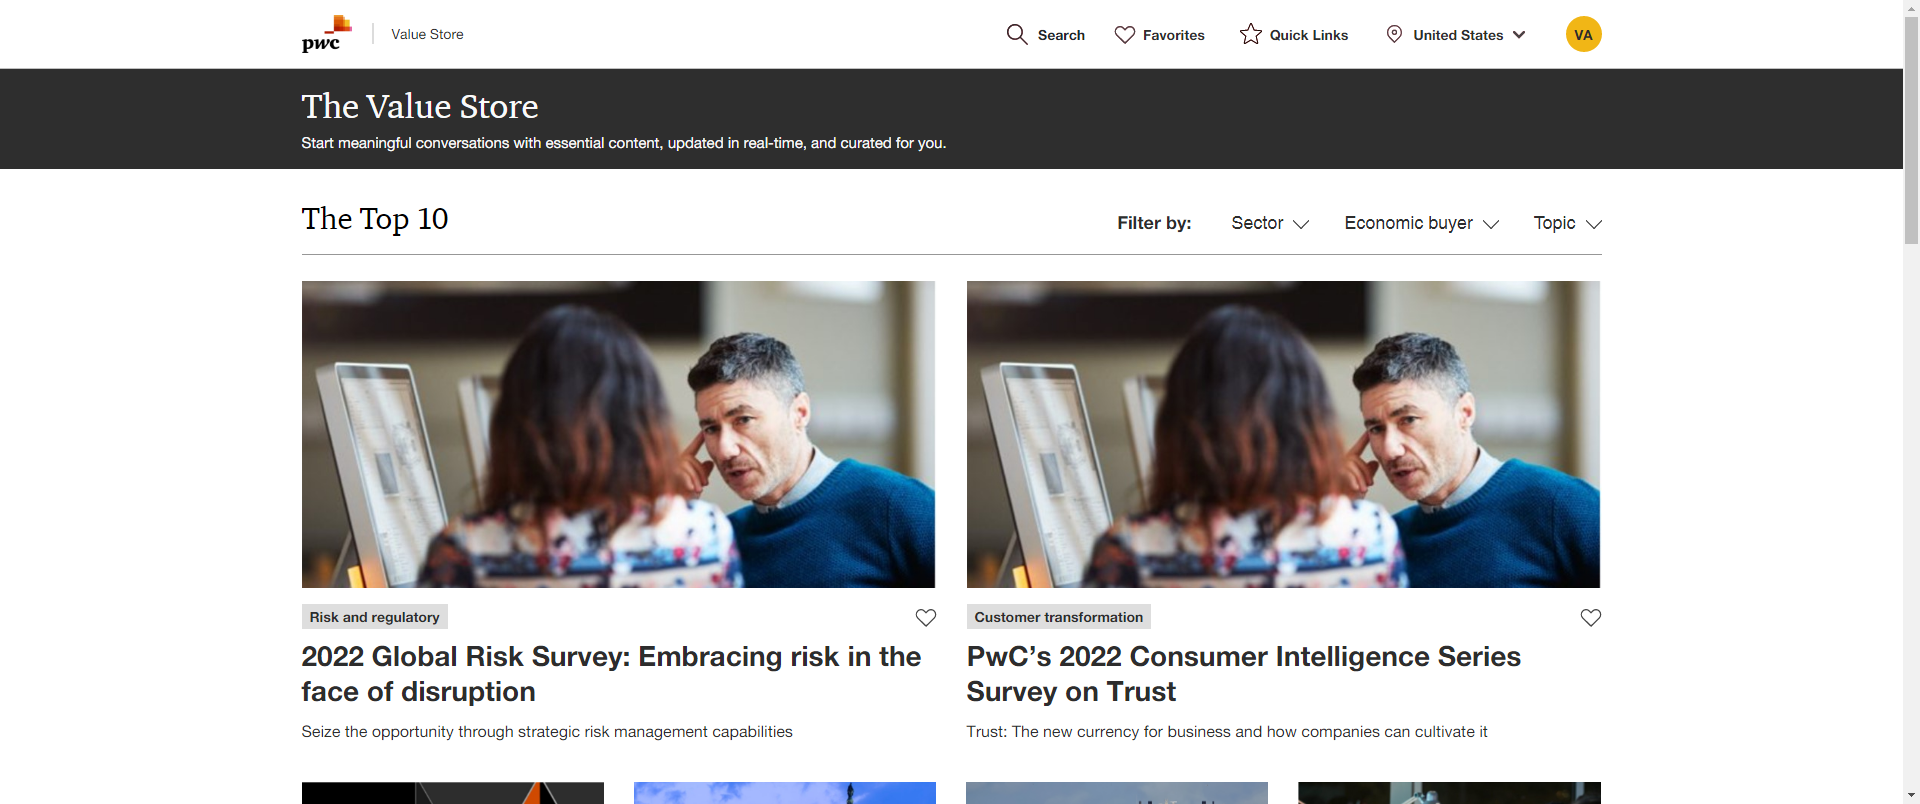 pwc
Value Store
Search
Favorites
Quick Links
United States
VA
The Value Store
Start meaningful conversations with essential content, updated in real-time, and curated for you.
The Top 10
Filter by:
Sector
Economic buyer
Topic
Risk and regulatory
2022 Global Risk Survey: Embracing risk in the
face of disruption
Seize the opportunity through strategic risk management capabilities
Customer transformation
PwC’s 2022 Consumer Intelligence Series
Survey on Trust
Trust: The new currency for business and how companies can cultivate it